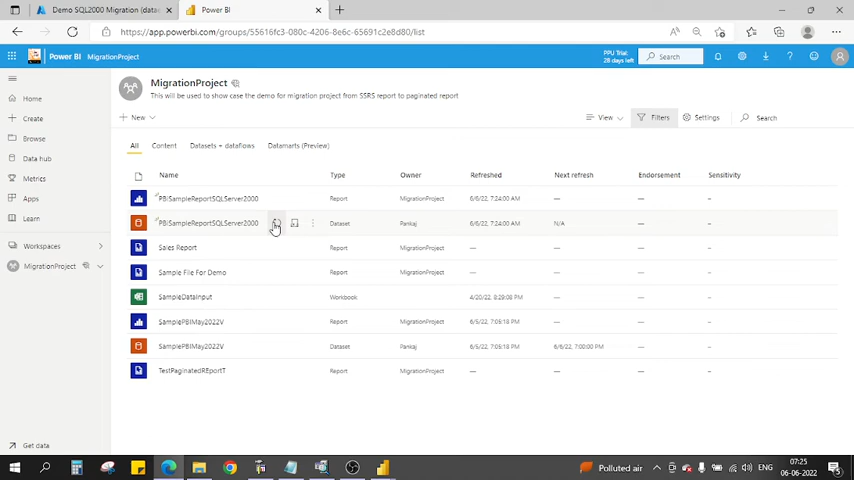 Demo SQL2000 Migration (data
Power BI
https://app.powerbi.com/groups/55616fc3-080c-4206-8e6c-65691c2e8d80/list
Power BI MigrationProject
PPU Trial:
28 days left
Search
MigrationProject
This will be used to show case the demo for migration project from SSRS report to paginated report
Home
Create
Browse
Data hub
Metrics
Apps
Learn
Workspaces
MigrationProject
Get data
New
View
Filters
Settings
Search
All Content Datasets + dataflows Datamarts (Preview)
Name Type Owner Refreshed Next refresh Endorsement Sensitivity
PBISampleReportSQLServer2000 Report MigrationProject 6/6/22, 7:24:00 AM — — –
PBISampleReportSQLServer2000 Dataset Pankaj 6/6/22, 7:24:00 AM N/A — –
Sales Report Report MigrationProject — — — –
Sample File For Demo Report MigrationProject — — — –
SampleDataInput Workbook 4/20/22, 8:29:08 PM — — –
SamplePBIMay2022V Report MigrationProject 6/5/22, 7:05:18 PM — — –
SamplePBIMay2022V Dataset Pankaj 6/5/22, 7:05:18 PM 6/6/22, 7:00:00 PM — –
TestPaginatedREportT Report MigrationProject — — — –
Polluted air
ENG
07:25
06-06-2022